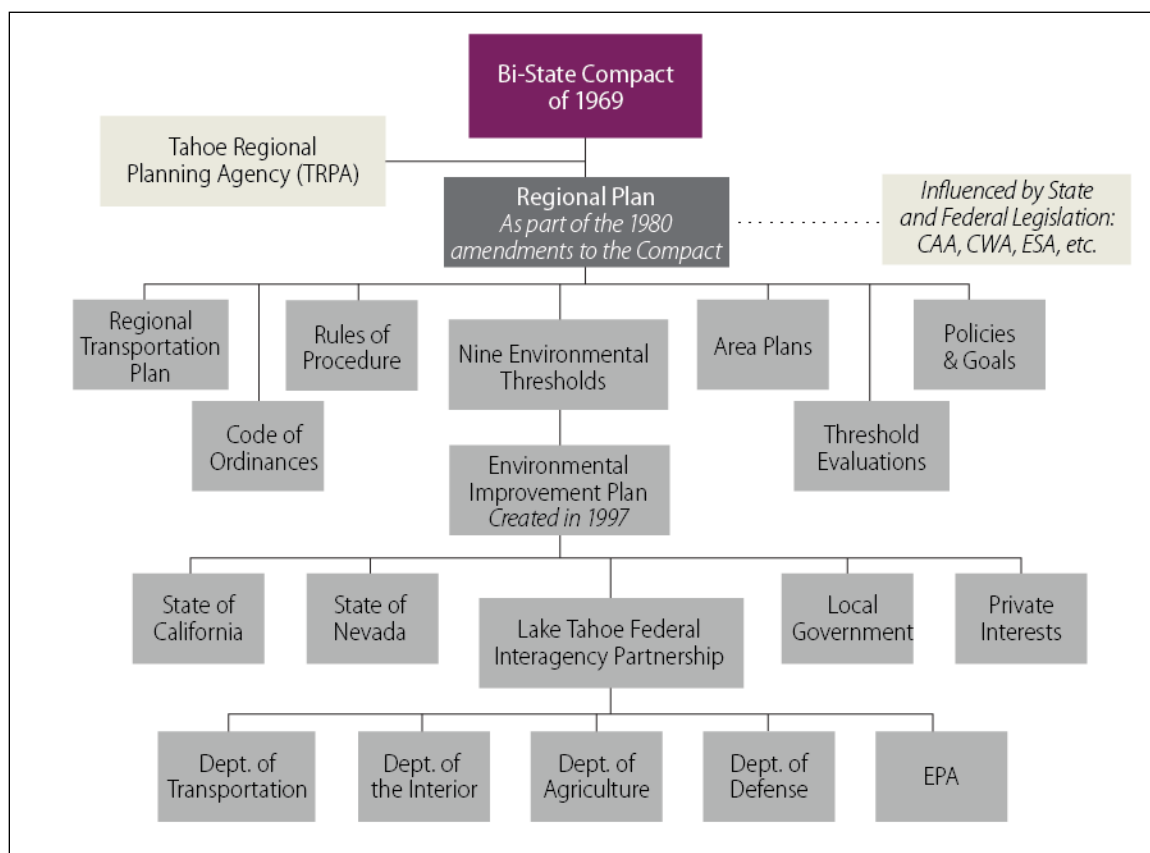 Bi-State Compact
of 1969
Tahoe Regional
Planning Agency (TRPA)
Regional Plan
As part of the 1980
amendments to the Compact
Influenced by State
and Federal Legislation:
CAA, CWA, ESA, etc.
Regional
Transportation
Plan
Code of
Ordinances
Rules of
Procedure
Nine Environmental
Thresholds
Area Plans
Threshold
Evaluations
Policies
& Goals
Environmental
Improvement Plan
Created in 1997
State of
California
State of
Nevada
Lake Tahoe Federal
Interagency Partnership
Local
Government
Private
Interests
Dept. of
Transportation
Dept. of
the Interior
Dept. of
Agriculture
Dept. of
Defense
EPA